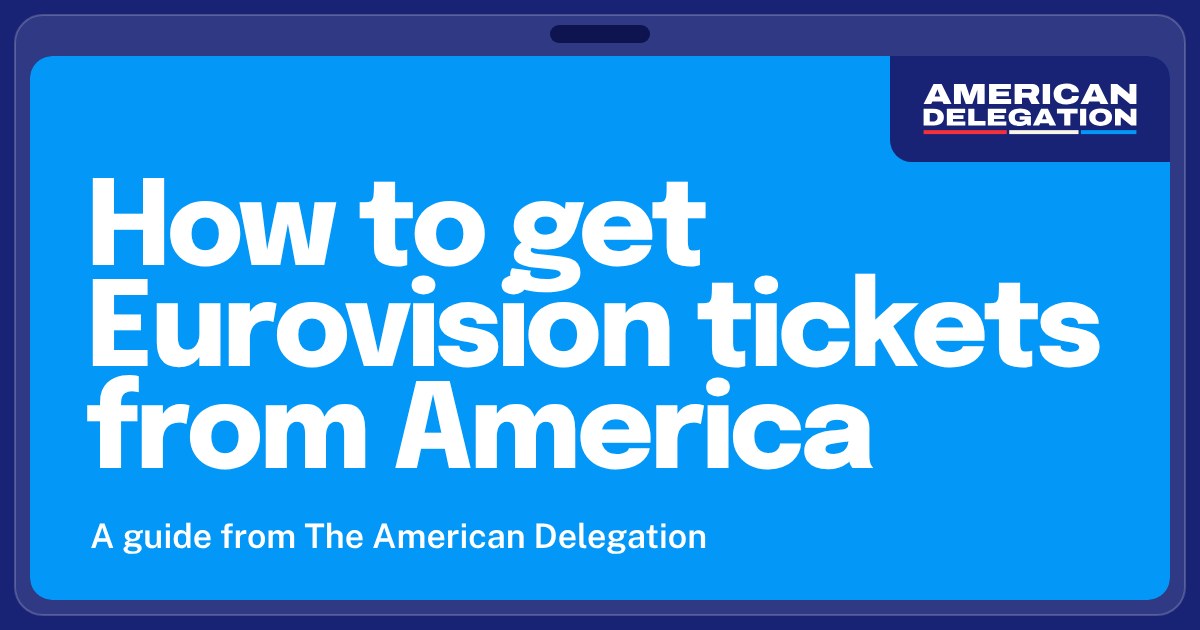 AMERICAN
DELEGATION
How to get
Eurovision tickets
from America
A guide from The American Delegation